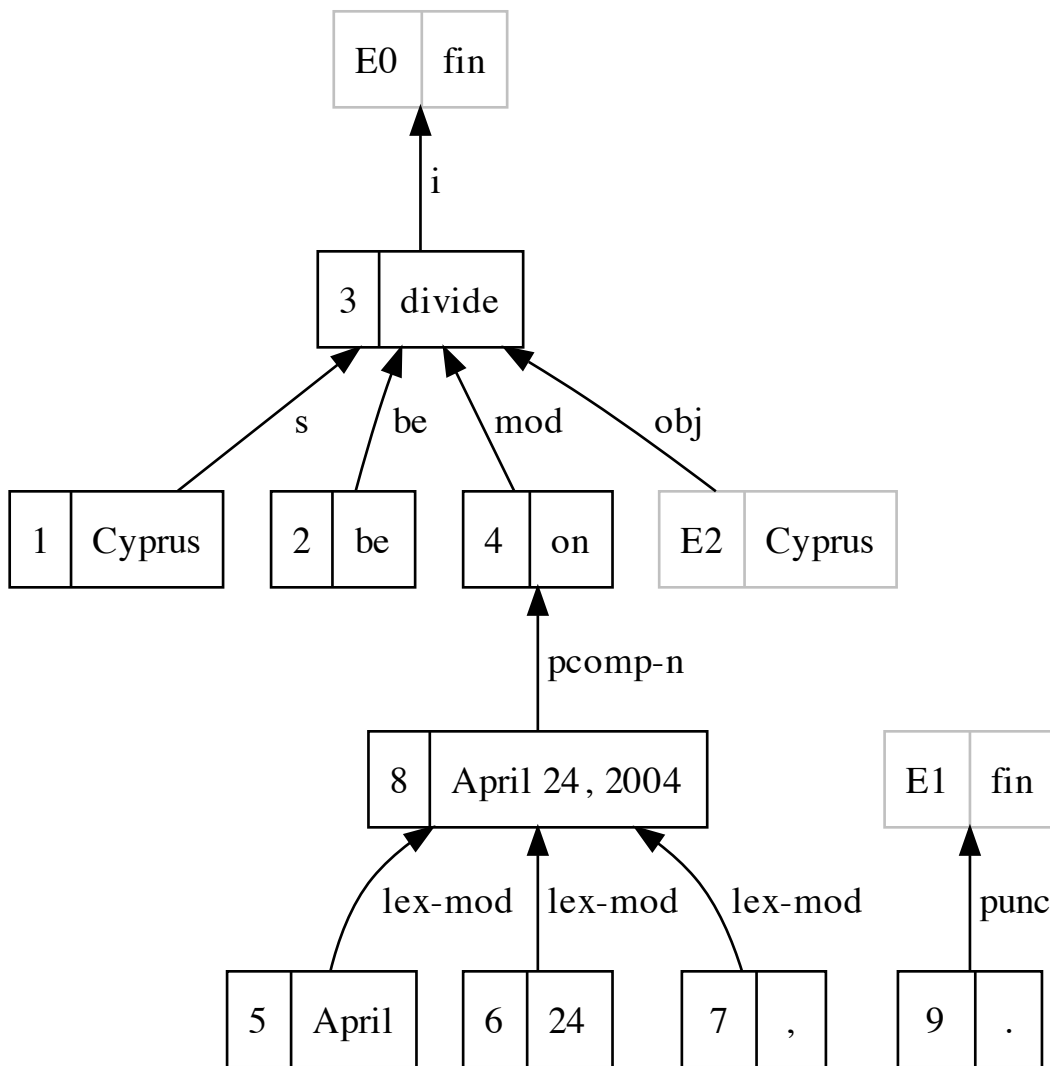 E0 fin
i
3 divide
s be mod obj
1 Cyprus 2 be 4 on E2 Cyprus
pcomp-n
8 April 24, 2004 E1 fin
lex-mod lex-mod lex-mod punc
5 April 6 24 7 , 9 .